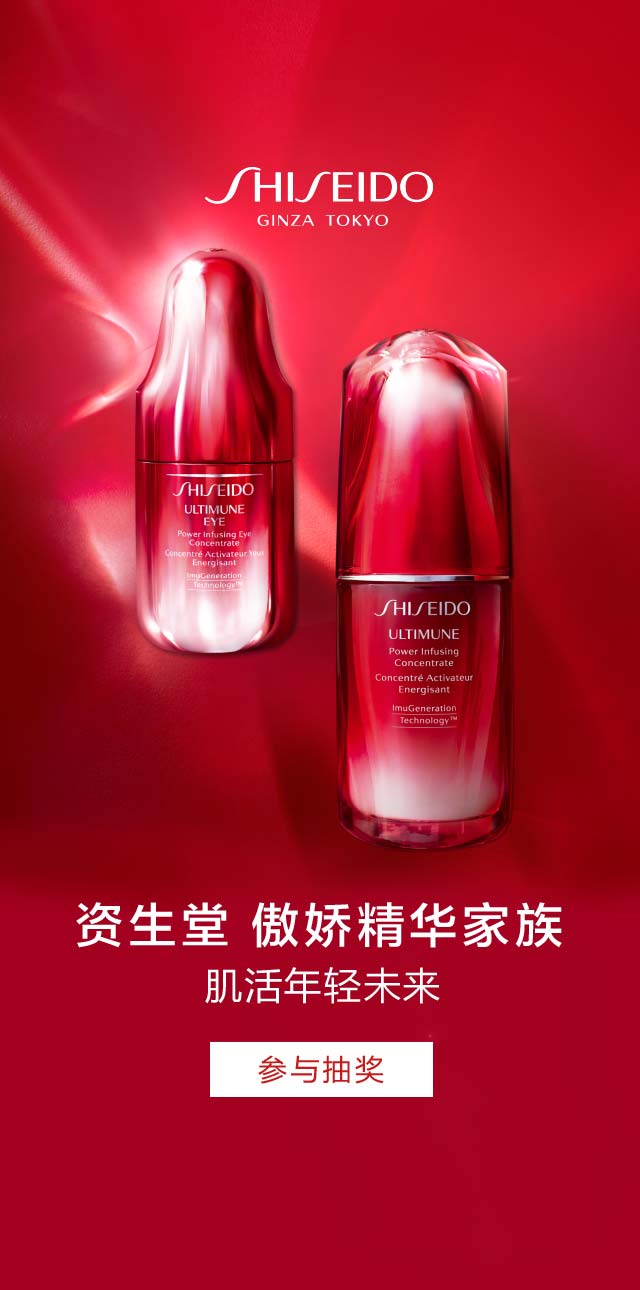 SHISEIDO
GINZA TOKYO
SHISEIDO
ULTIMUNE
EYE
Power Infusing Eye
Concentrate
Concentré Activateur Yeux
Energisant
ImuGeneration
Technology™
SHISEIDO
ULTIMUNE
Power Infusing
Concentrate
Concentré Activateur
Energisant
ImuGeneration
Technology™
资生堂 傲娇精华家族
肌活年轻未来
参与抽奖